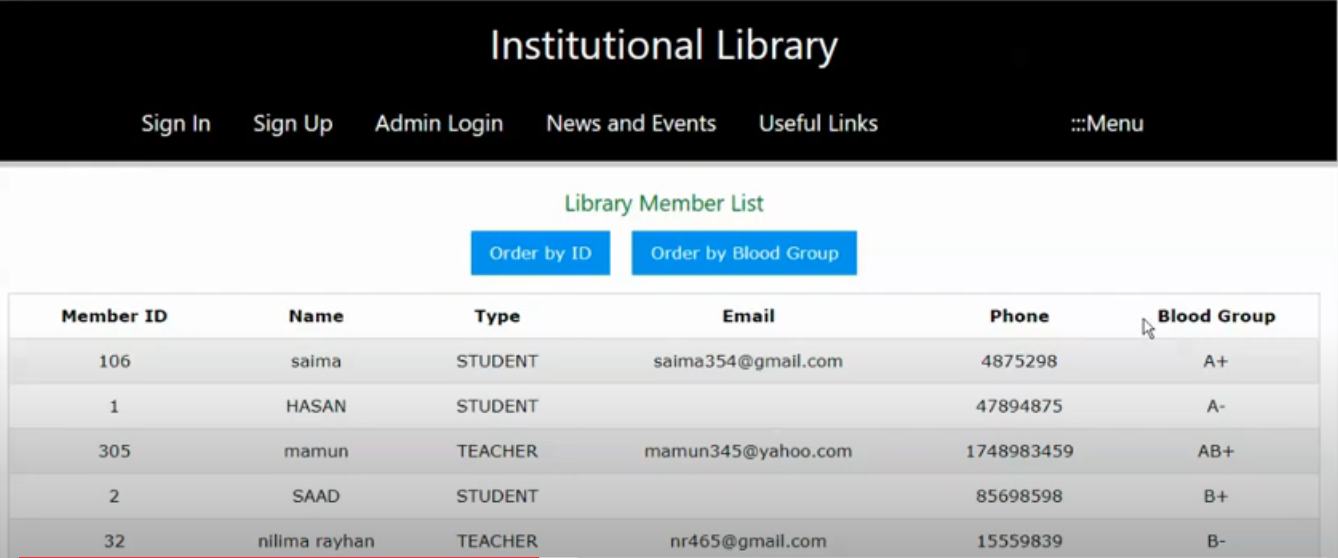 Institutional Library
Sign In Sign Up Admin Login News and Events Useful Links :::Menu
Library Member List
Order by ID Order by Blood Group
Member ID Name Type Email Phone Blood Group
106 saima STUDENT saima354@gmail.com 4875298 A+
1 HASAN STUDENT 47894875 A-
305 mamun TEACHER mamun345@yahoo.com 1748983459 AB+
2 SAAD STUDENT 85698598 B+
32 nilima rayhan TEACHER nr465@gmail.com 15559839 B-